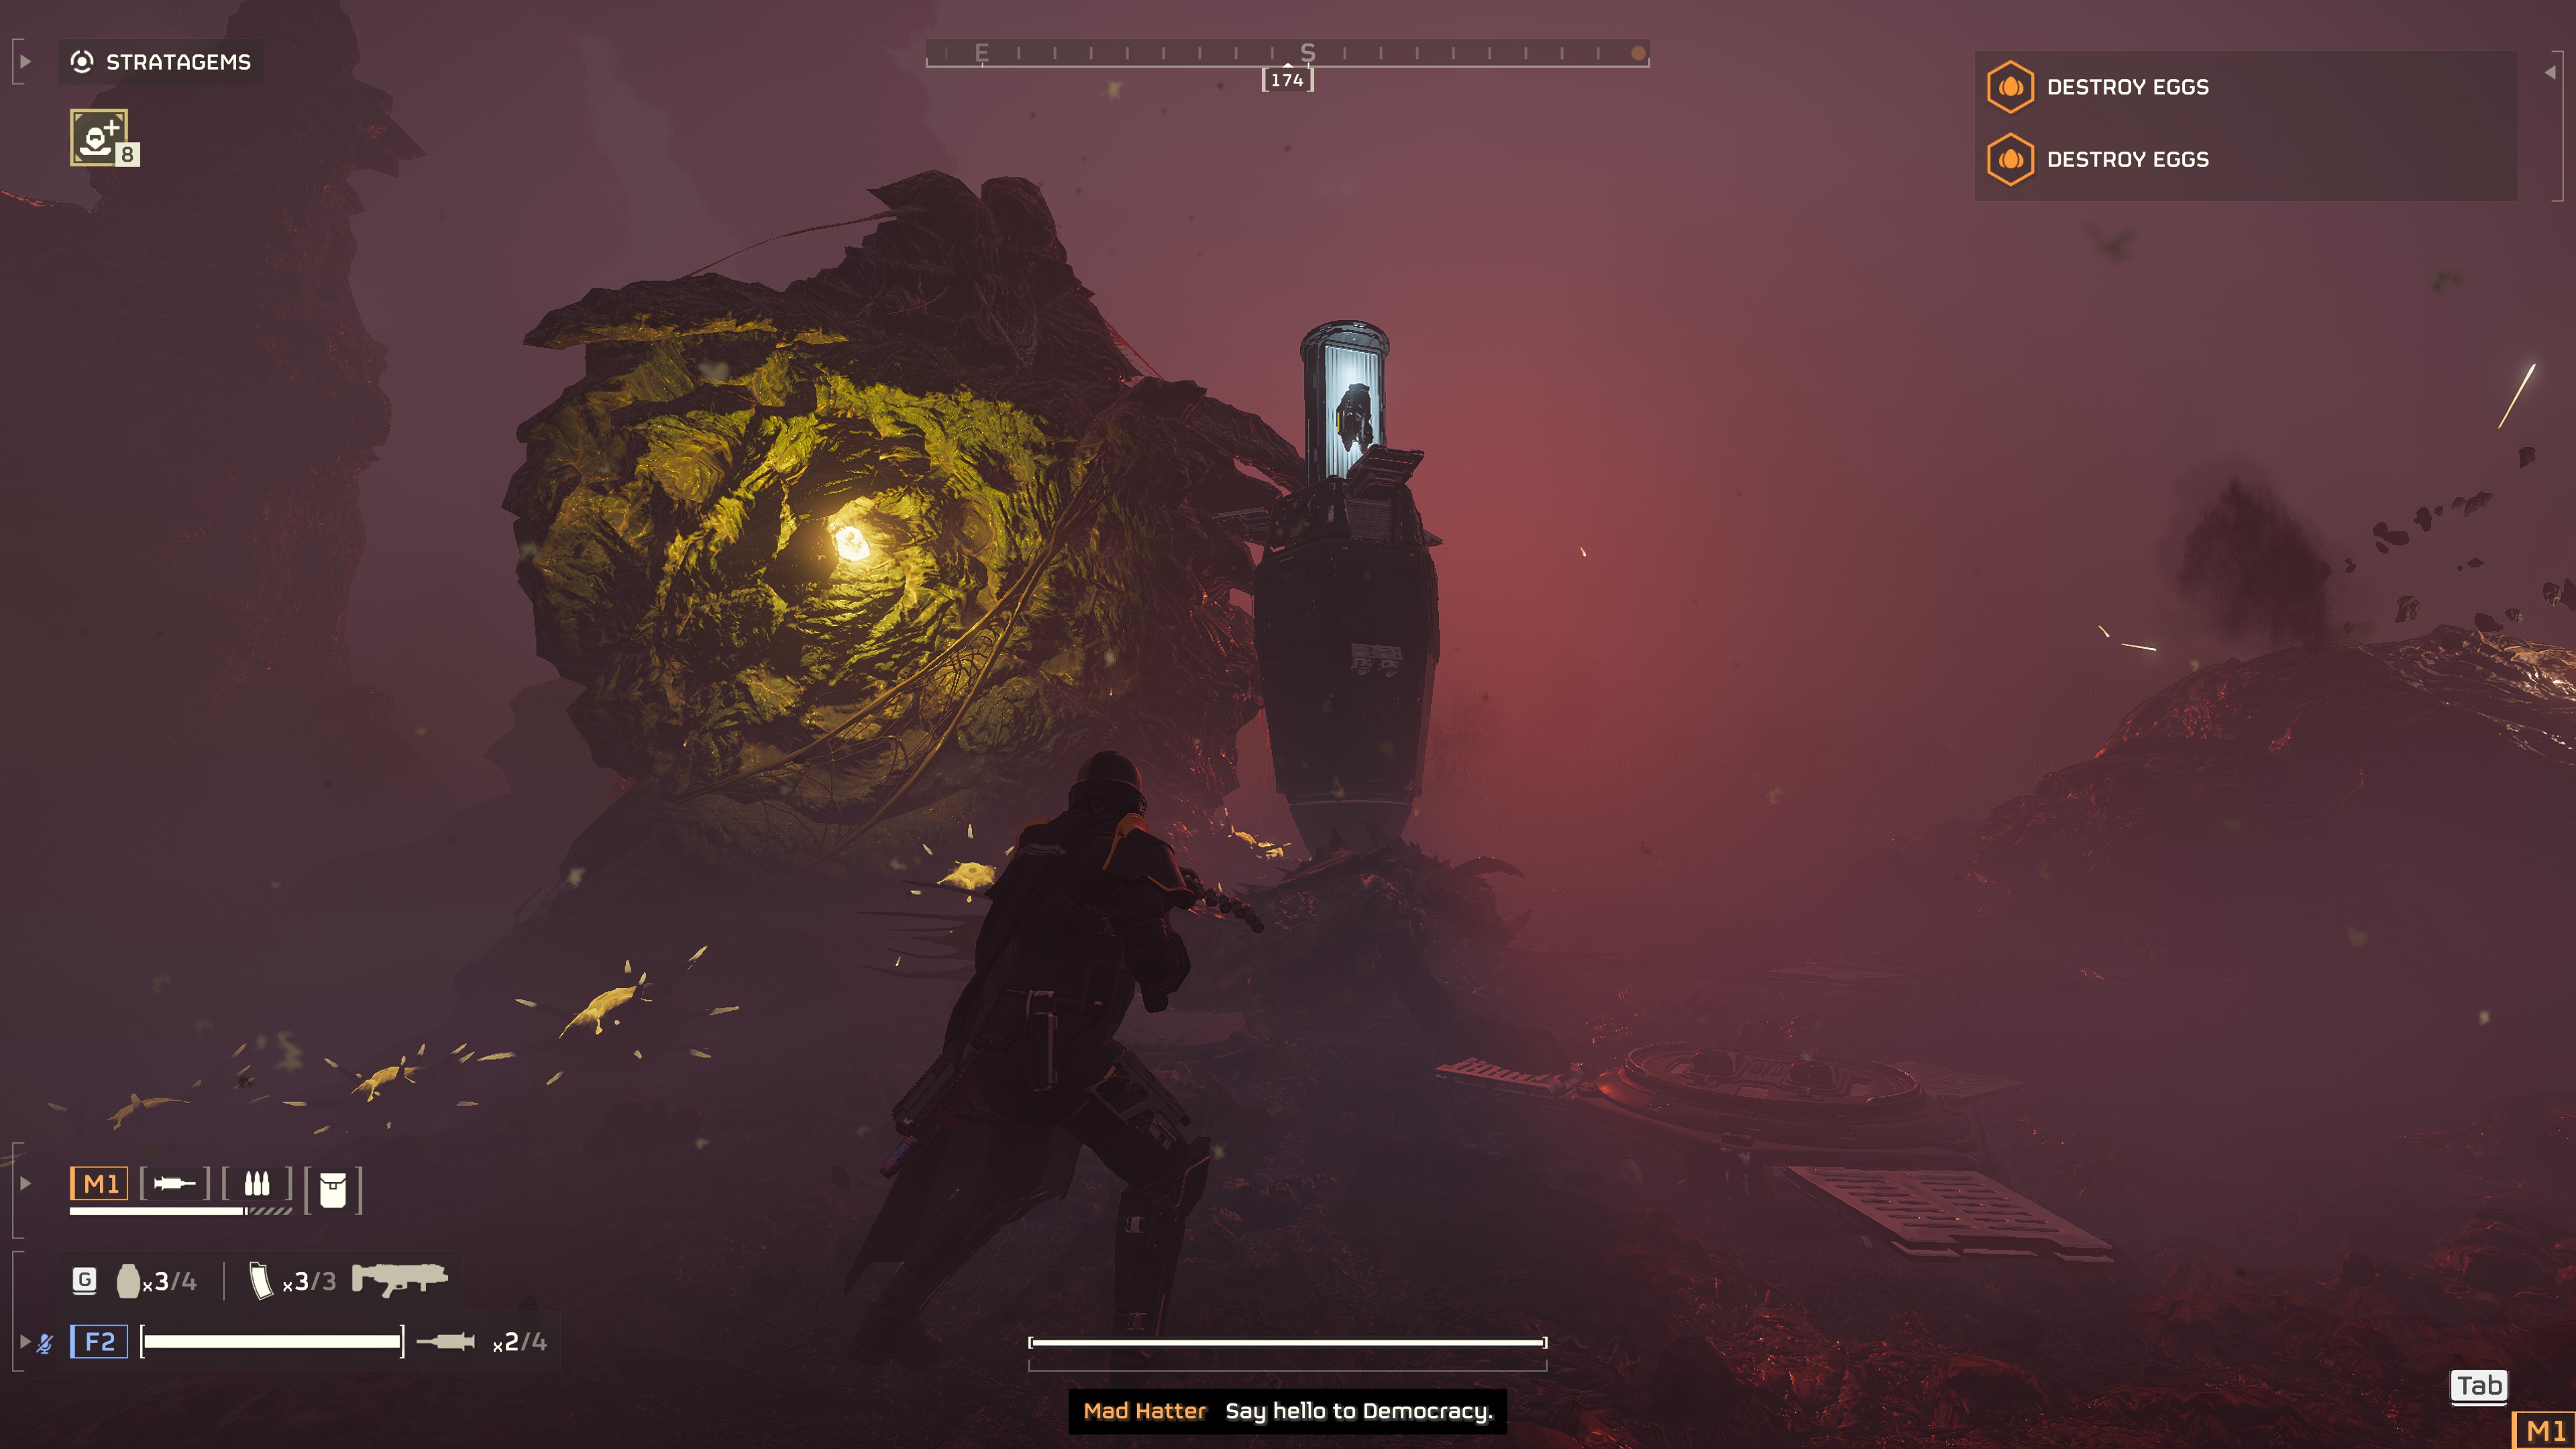 STRATAGEMS
8
E S
174
DESTROY EGGS
DESTROY EGGS
M1
G x3/4 x3/3
F2 x2/4
Mad Hatter Say hello to Democracy.
Tab
M1